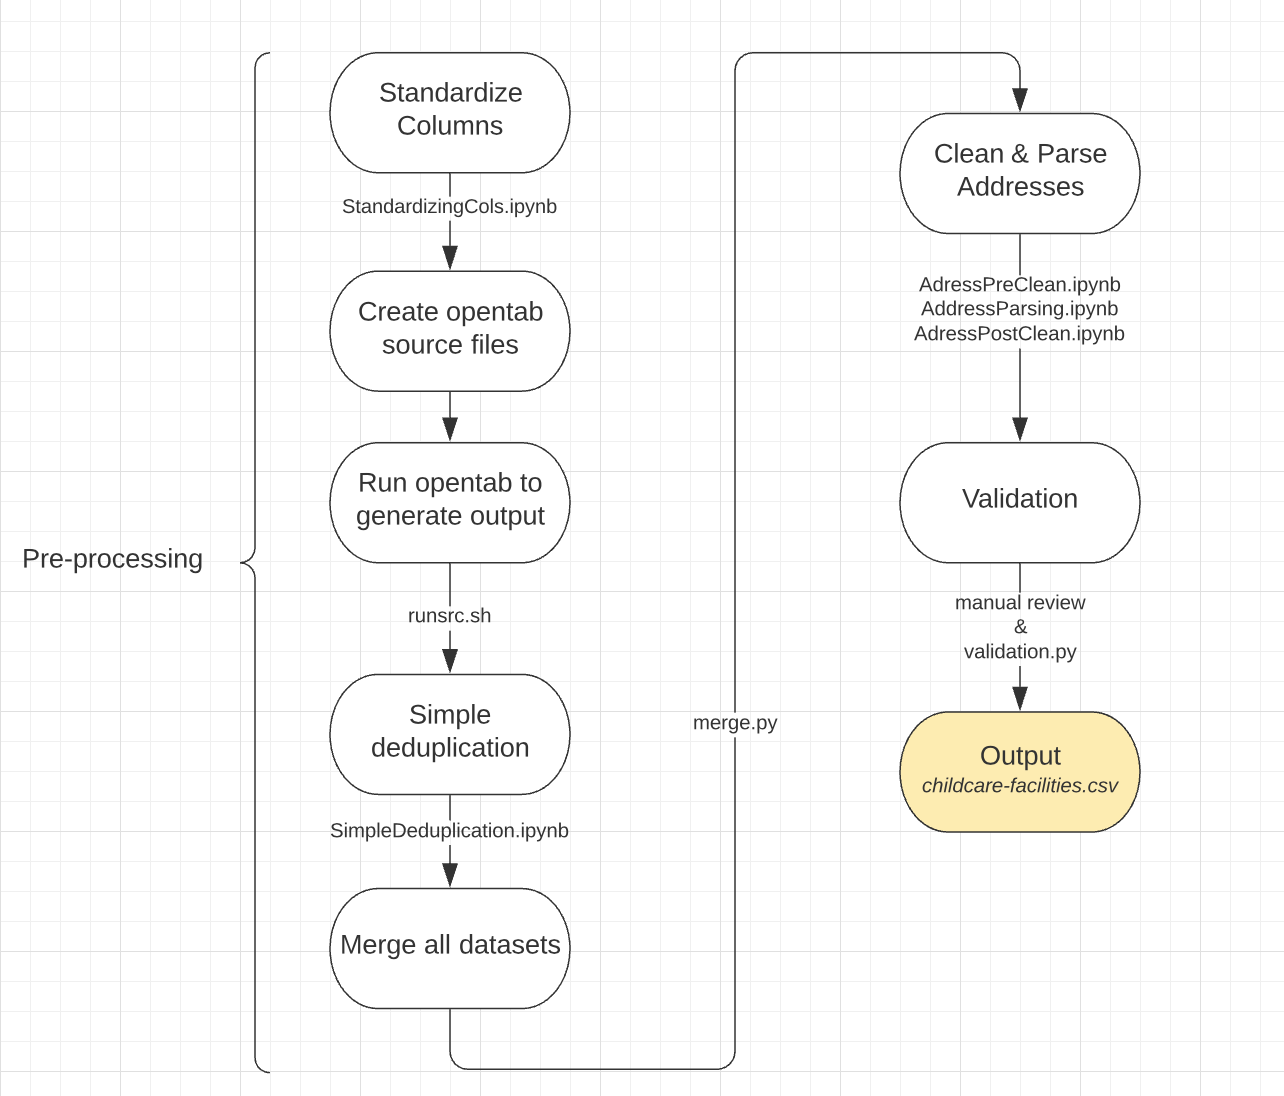 Pre-processing
Standardize
Columns
StandardizingCols.ipynb
Create opentab
source files
Run opentab to
generate output
runsrc.sh
Simple
deduplication
SimpleDeduplication.ipynb
Merge all datasets
merge.py
Clean & Parse
Addresses
AdressPreClean.ipynb
AddressParsing.ipynb
AdressPostClean.ipynb
Validation
manual review
&
validation.py
Output
childcare-facilities.csv